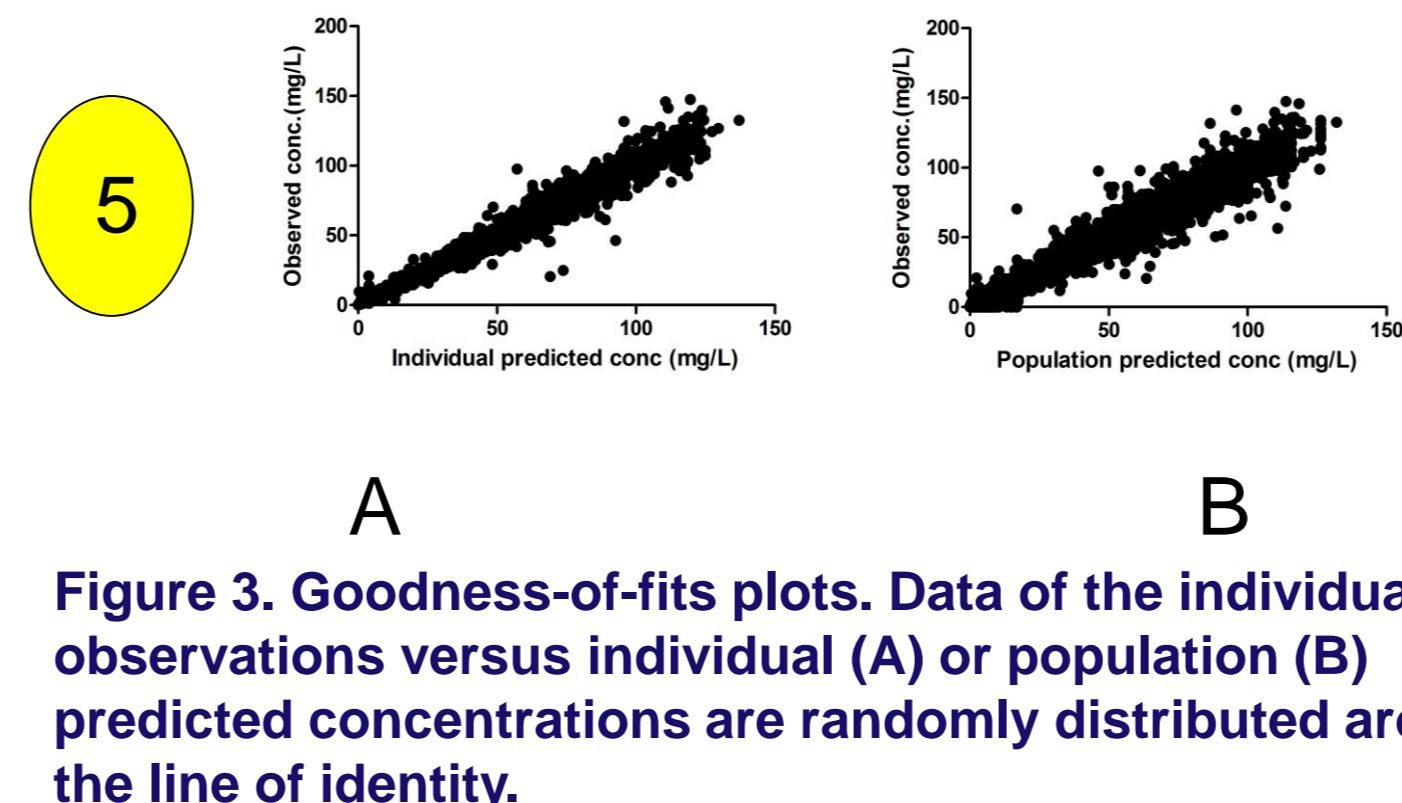 5
200
150
100
50
0
Observed conc.(mg/L)
0 50 100 150
Individual predicted conc (mg/L)
200
150
100
50
0
Observed conc.(mg/L)
0 50 100 150
Population predicted conc (mg/L)
A B
Figure 3. Goodness-of-fits plots. Data of the
observations versus individual (A) or population (B)
predicted concentrations are randomly distributed
the line of identity.